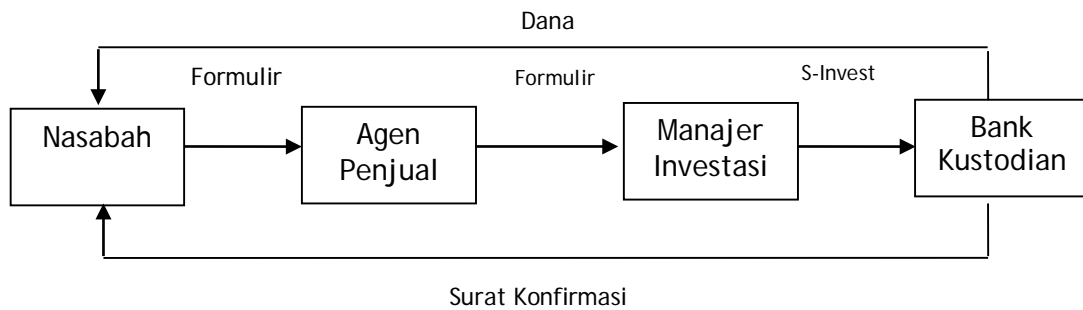 Dana
Formulir
Formulir
S-Invest
Nasabah
Agen
Penjual
Manajer
Investasi
Bank
Kustodian
Surat Konfirmasi